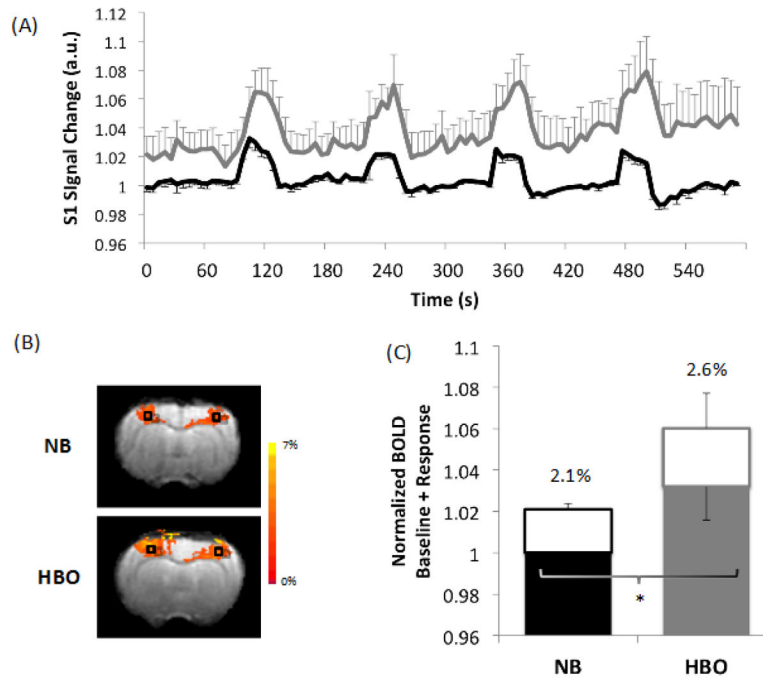 (A)
S1 Signal Change (a.u.)
1.12
1.1
1.08
1.06
1.04
1.02
1
0.98
0.96
0 60 120 180 240 300 360 420 480 540
Time (s)
(B)
NB
HBO
7%
0%
(C)
Normalized BOLD
Baseline + Response
1.1
1.08
1.06
1.04
1.02
1
0.98
0.96
2.1%
2.6%
*
NB HBO